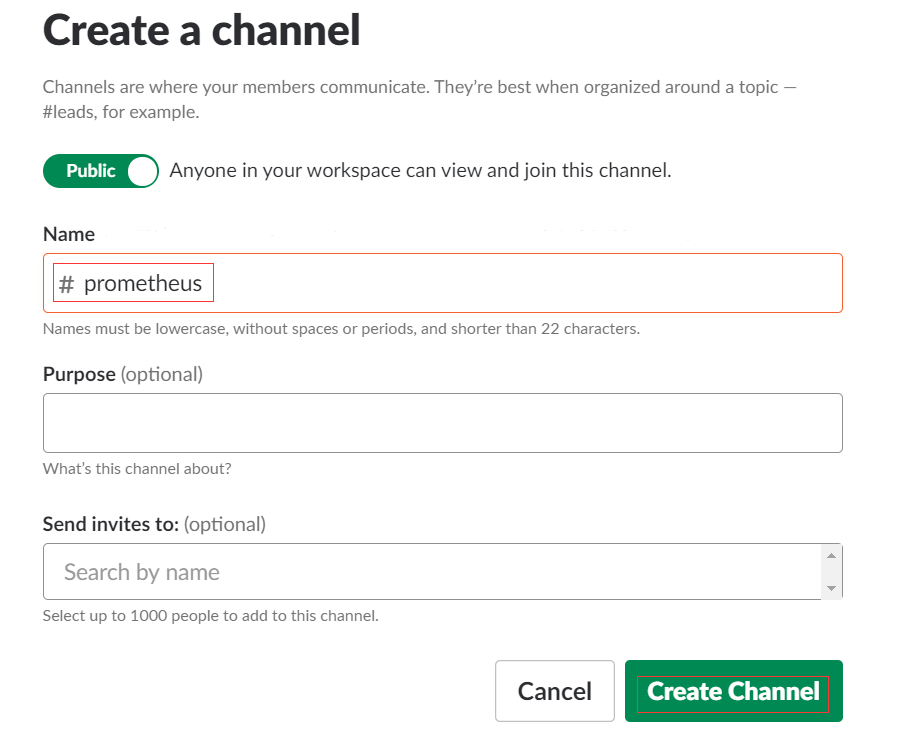 Create a channel
Channels are where your members communicate. They’re best when organized around a topic —
#leads, for example.
Public Anyone in your workspace can view and join this channel.
Name
# prometheus
Names must be lowercase, without spaces or periods, and shorter than 22 characters.
Purpose (optional)
What’s this channel about?
Send invites to: (optional)
Search by name
Select up to 1000 people to add to this channel.
Cancel Create Channel